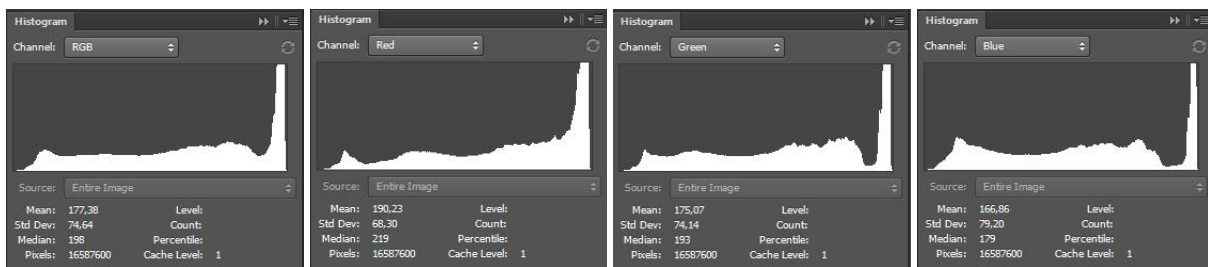 Histogram
Channel: RGB
Source: Entire Image
Mean: 177,38 Level:
Std Dev: 74,64 Count:
Median: 198 Percentile:
Pixels: 16587600 Cache Level: 1
Histogram
Channel: Red
Source: Entire Image
Mean: 190,23 Level:
Std Dev: 68,30 Count:
Median: 219 Percentile:
Pixels: 16587600 Cache Level: 1
Histogram
Channel: Green
Source: Entire Image
Mean: 175,07 Level:
Std Dev: 74,14 Count:
Median: 193 Percentile:
Pixels: 16587600 Cache Level: 1
Histogram
Channel: Blue
Source: Entire Image
Mean: 166,86 Level:
Std Dev: 79,20 Count:
Median: 179 Percentile:
Pixels: 16587600 Cache Level: 1